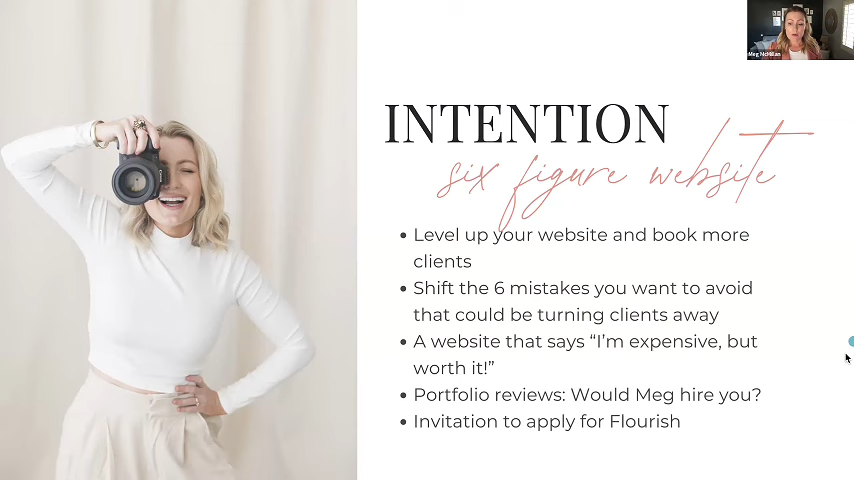 Meg McMillan
INTENTION
six figure website
• Level up your website and book more
clients
• Shift the 6 mistakes you want to avoid
that could be turning clients away
• A website that says “I’m expensive, but
worth it!”
• Portfolio reviews: Would Meg hire you?
• Invitation to apply for Flourish